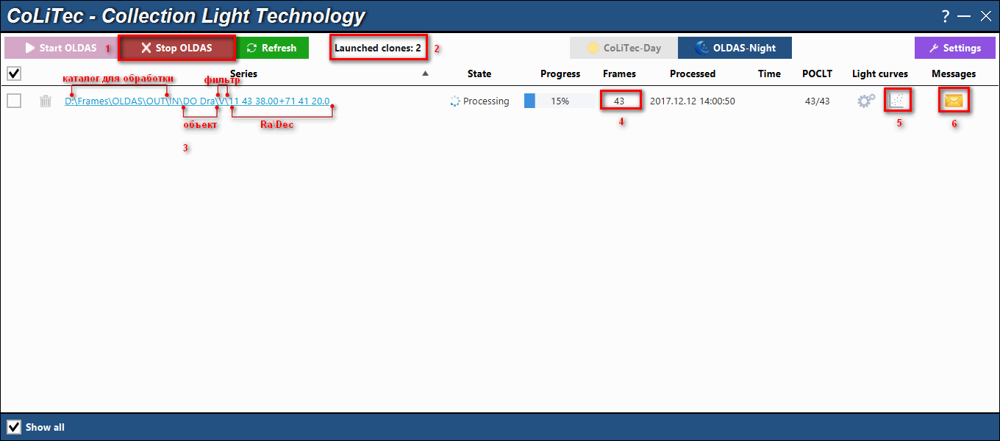 CoLiTec - Collection Light Technology
?
Start OLDAS 1 Stop OLDAS Refresh Launched clones: 2 2 CoLiTec-Day OLDAS-Night Settings
Series State Progress Frames Processed Time POCLT Light curves Messages
каталог для обработки фильтр
D:\Frames\OLDAS\OUT\IN\DO Dra\V\11 43 38.00+71 41 20.0 Processing 15% 43 2017.12.12 14:00:50 43/43
объект Ra\Dec 4 5 6
3
Show all